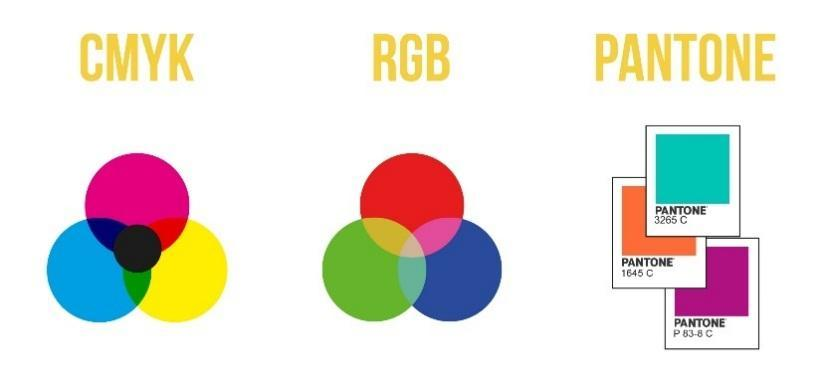 CMYK
RGB
PANTONE
PANTONE
3265 C
PANTONE
1645 C
PANTONE
P 83-8 C